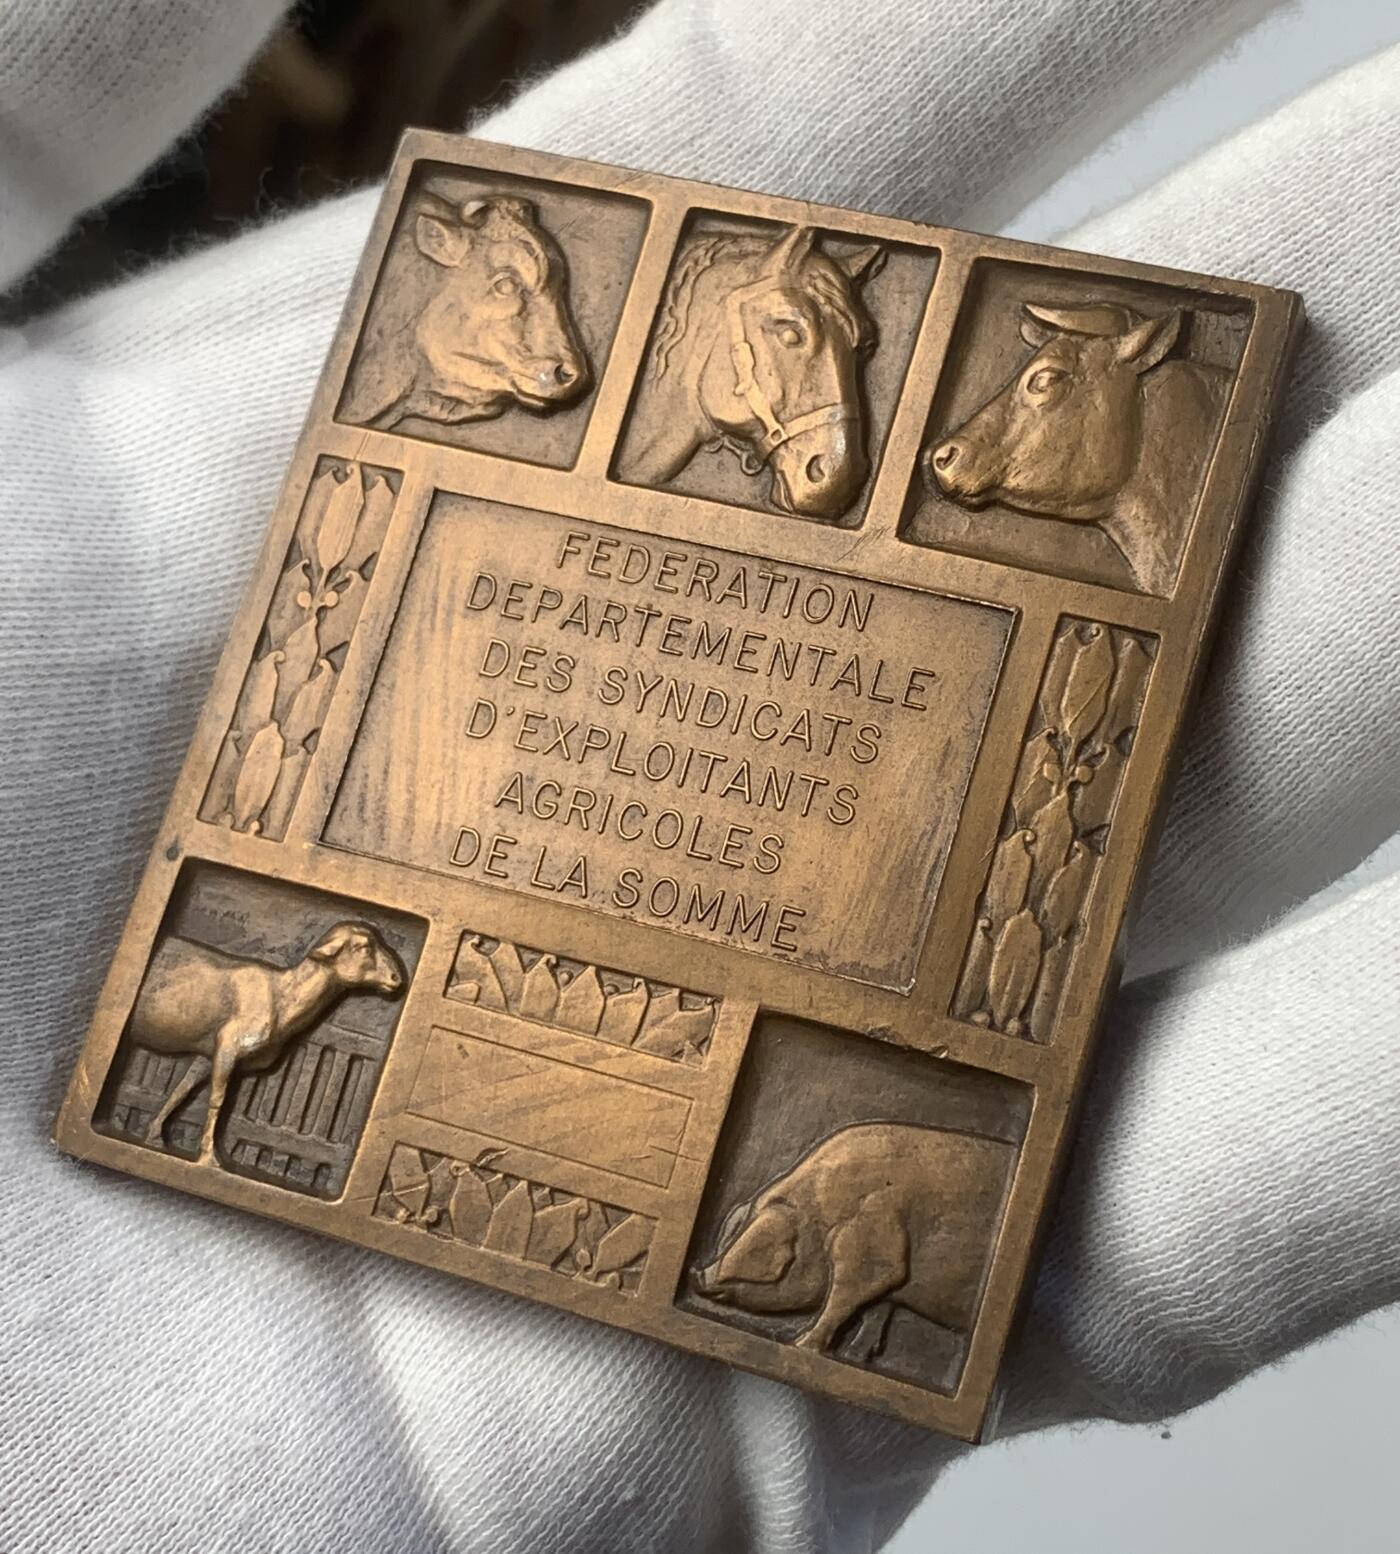 FEDERATION
DEPARTEMENTALE
DES SYNDICATS
D'EXPLOITANTS
AGRICOLES
DE LA SOMME